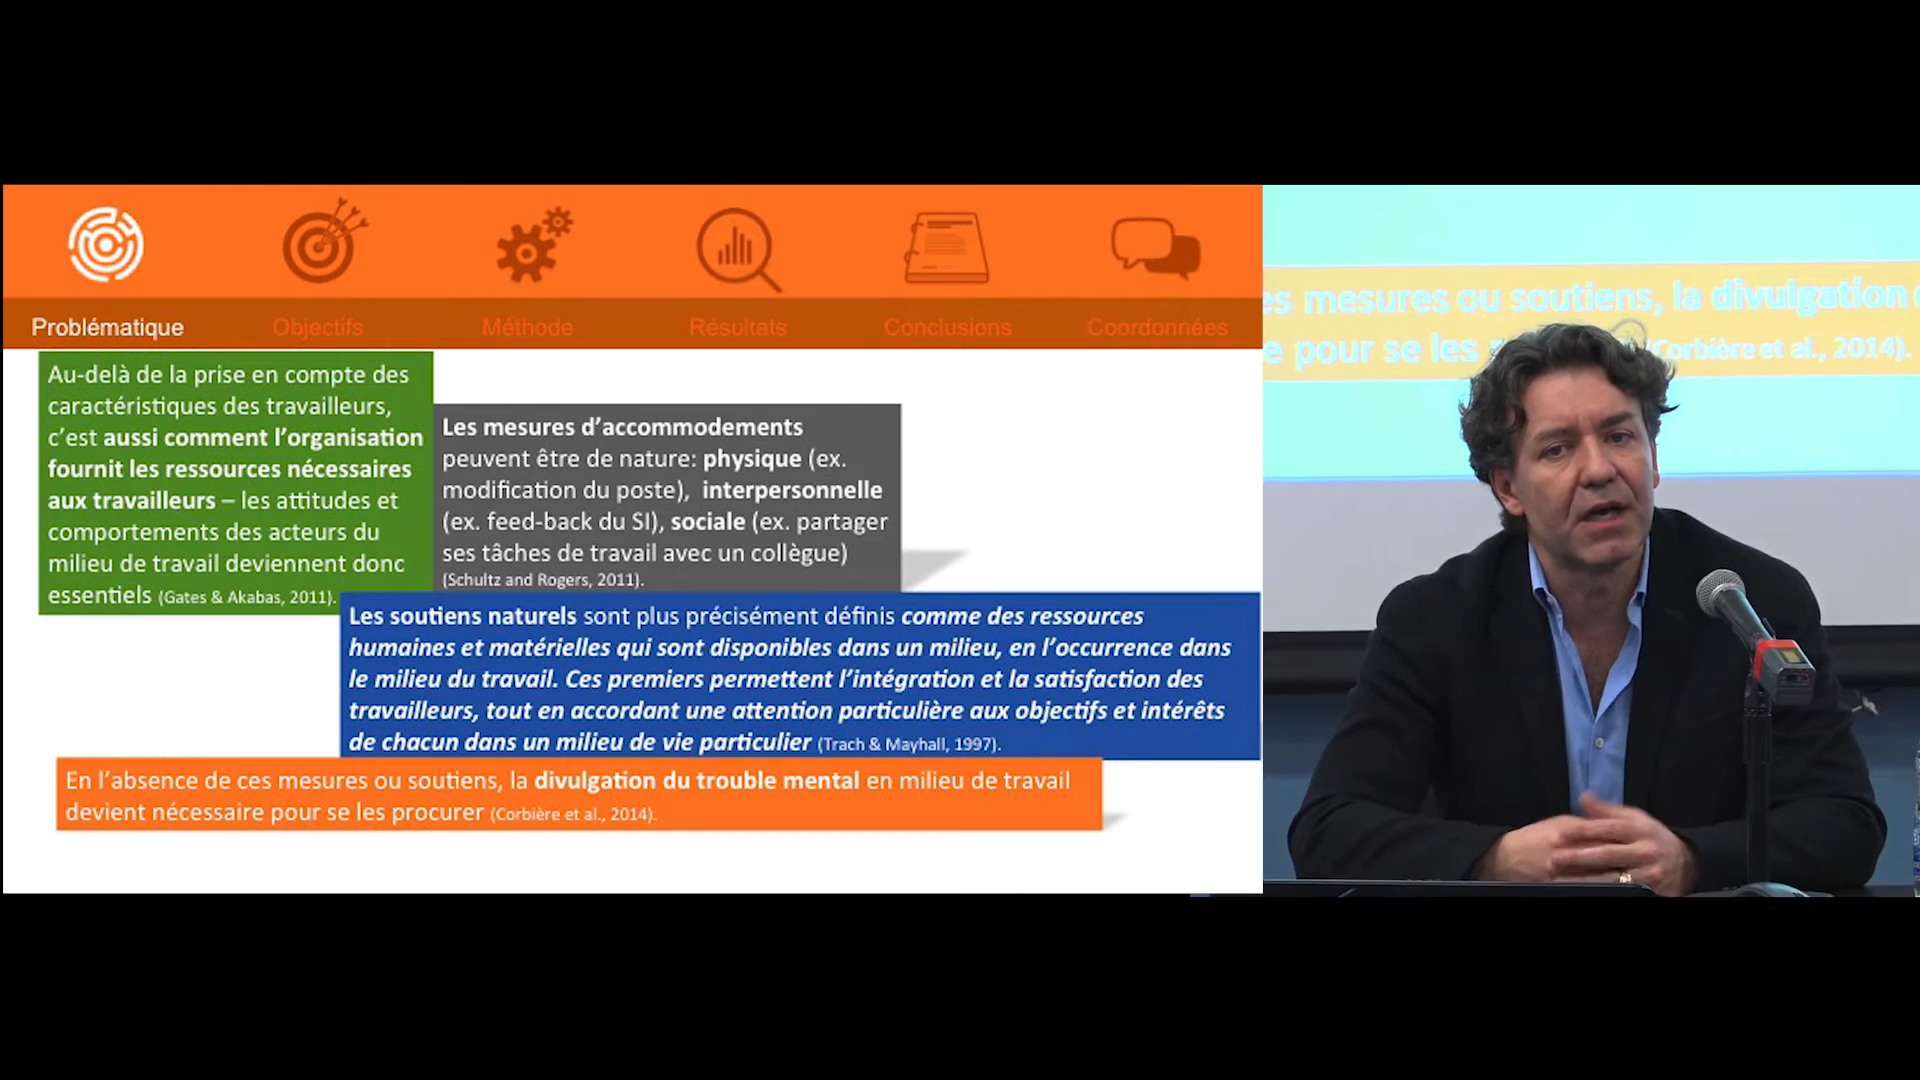 Problématique
Objectifs
Méthode
Résultats
Conclusions
Coordonnées
Au-delà de la prise en compte des
caractéristiques des travailleurs,
c’est aussi comment l’organisation
fournit les ressources nécessaires
aux travailleurs – les attitudes et
comportements des acteurs du
milieu de travail deviennent donc
essentiels (Gates & Akabas, 2011).
Les mesures d’accommodements
peuvent être de nature: physique (ex.
modification du poste), interpersonnelle
(ex. feed-back du SI), sociale (ex. partager
ses tâches de travail avec un collègue)
(Schultz and Rogers, 2011).
Les soutiens naturels sont plus précisément définis comme des ressources
humaines et matérielles qui sont disponibles dans un milieu, en l’occurrence dans
le milieu du travail. Ces premiers permettent l’intégration et la satisfaction des
travailleurs, tout en accordant une attention particulière aux objectifs et intérêts
de chacun dans un milieu de vie particulier (Trach & Mayhall, 1997).
En l’absence de ces mesures ou soutiens, la divulgation du trouble mental en milieu de travail
devient nécessaire pour se les procurer (Corbière et al., 2014).
es mesures ou soutiens, la divulgation
e pour se les Corbière et al., 2014).